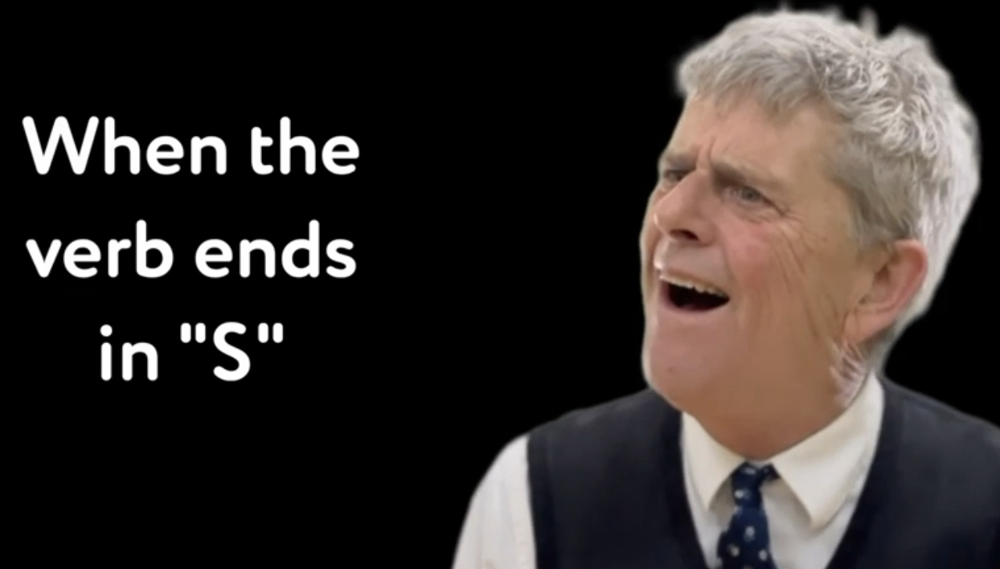 When the
verb ends
in "S"